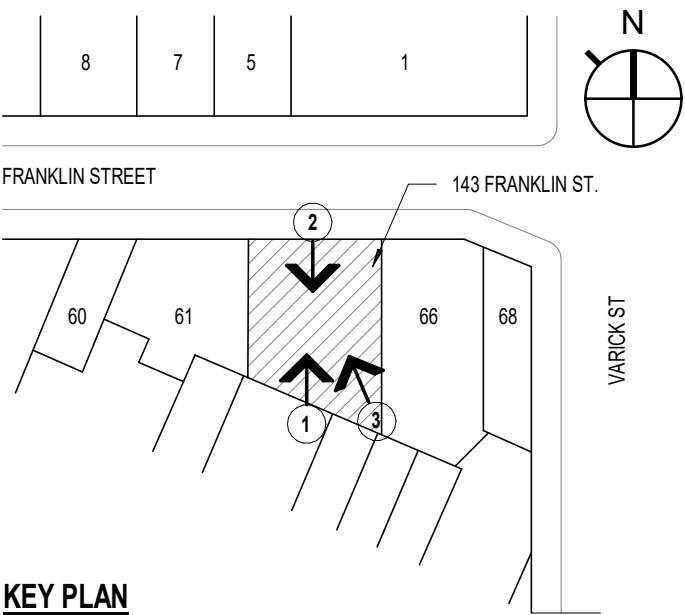 N
8 7 5 1
FRANKLIN STREET
143 FRANKLIN ST.
2
60 61 66 68
VARICK ST
1 3
KEY PLAN